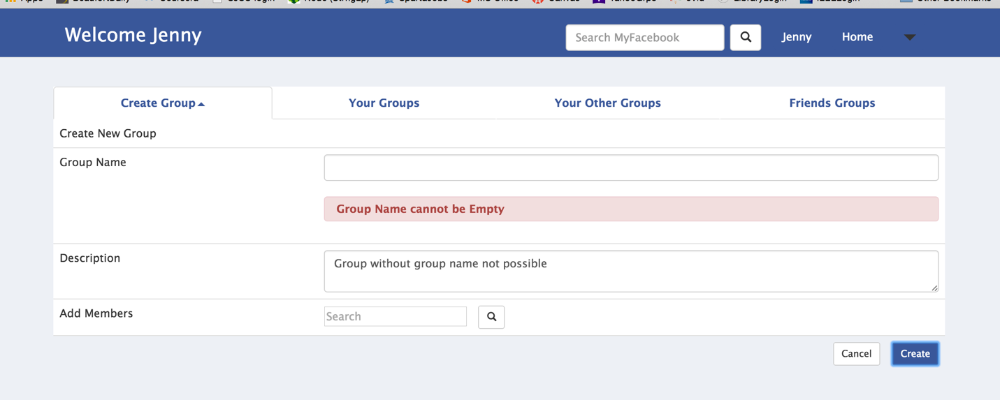 Welcome Jenny
Search MyFacebook
Jenny
Home
Create Group
Your Groups
Your Other Groups
Friends Groups
Create New Group
Group Name
Group Name cannot be Empty
Description
Group without group name not possible
Add Members
Search
Cancel
Create